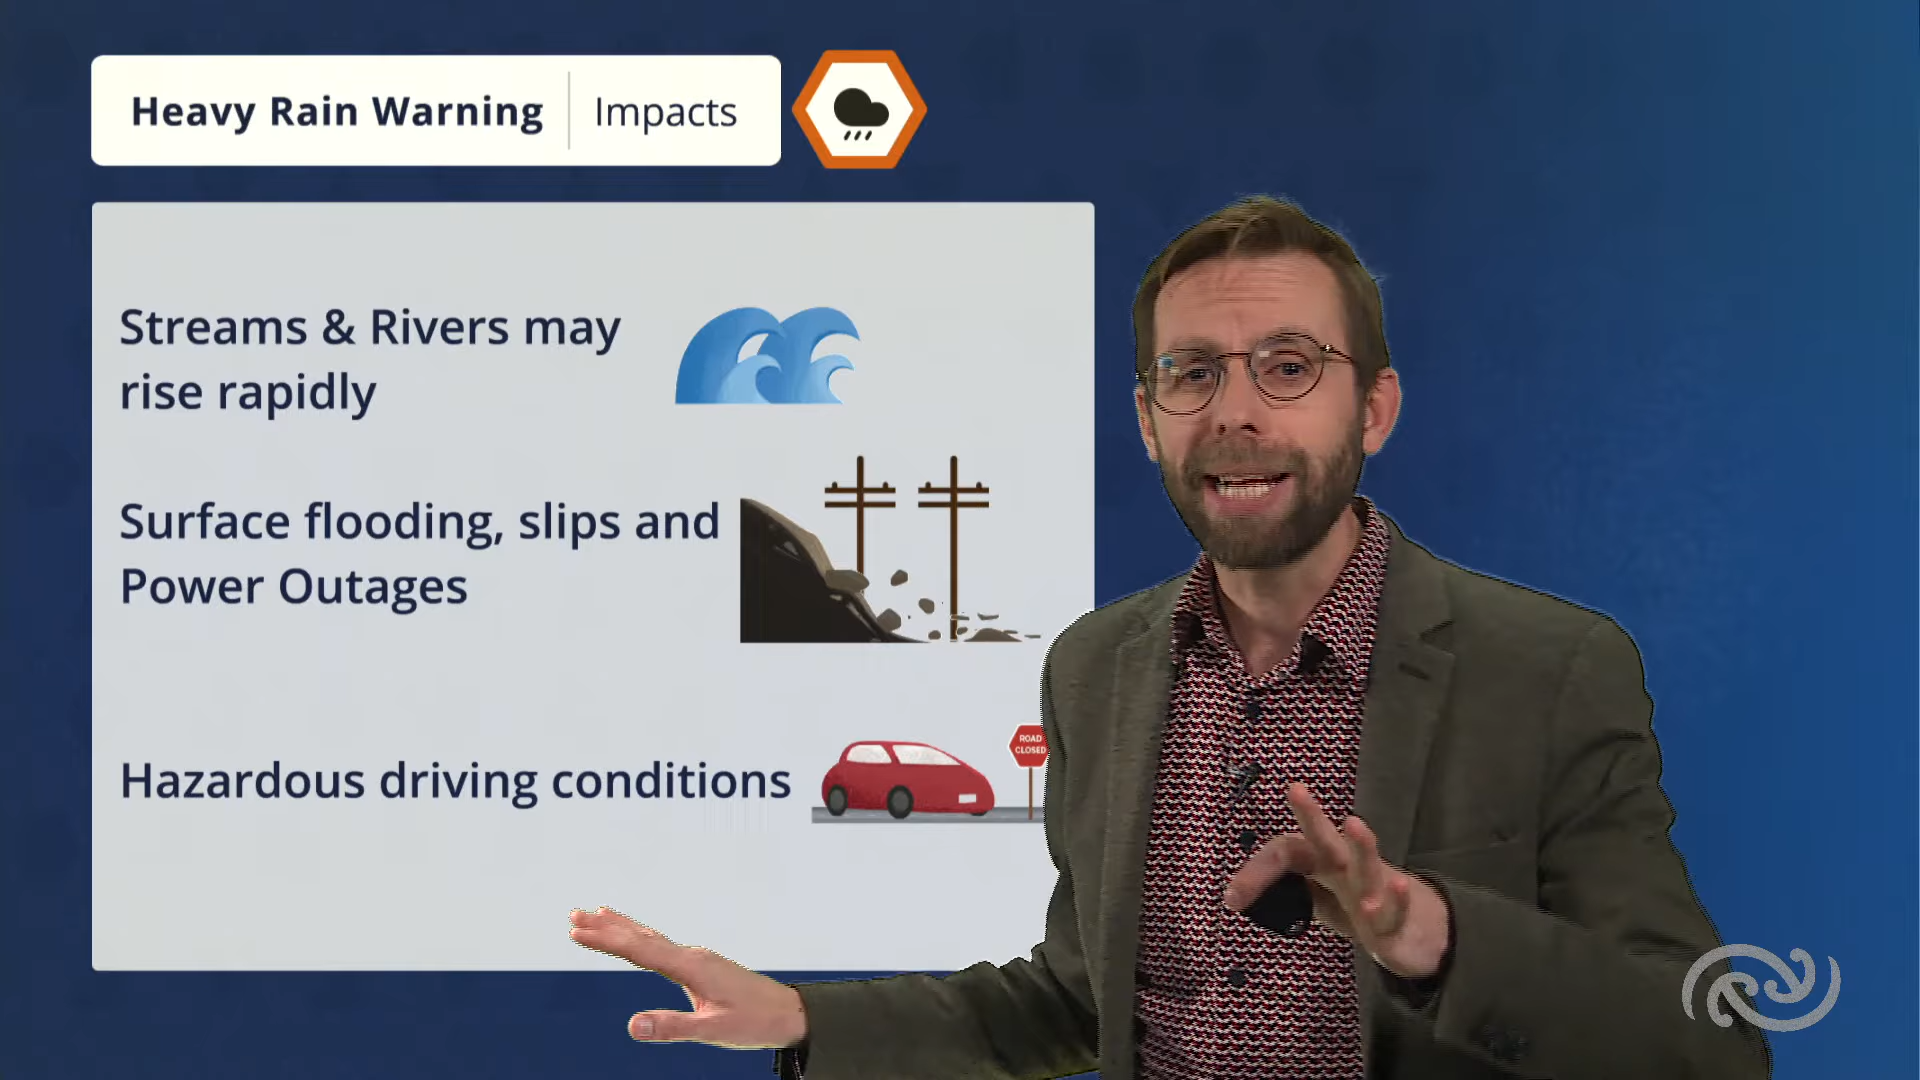 Heavy Rain Warning
Impacts
Streams & Rivers may
rise rapidly
Surface flooding, slips and
Power Outages
Hazardous driving conditions
ROAD
CLOSED